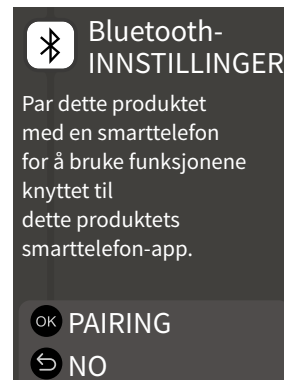 Bluetooth-
INNSTILLINGER
Par dette produktet
med en smarttelefon
for å bruke funksjonene
knyttet til
dette produktets
smarttelefon-app.
OK PAIRING
NO